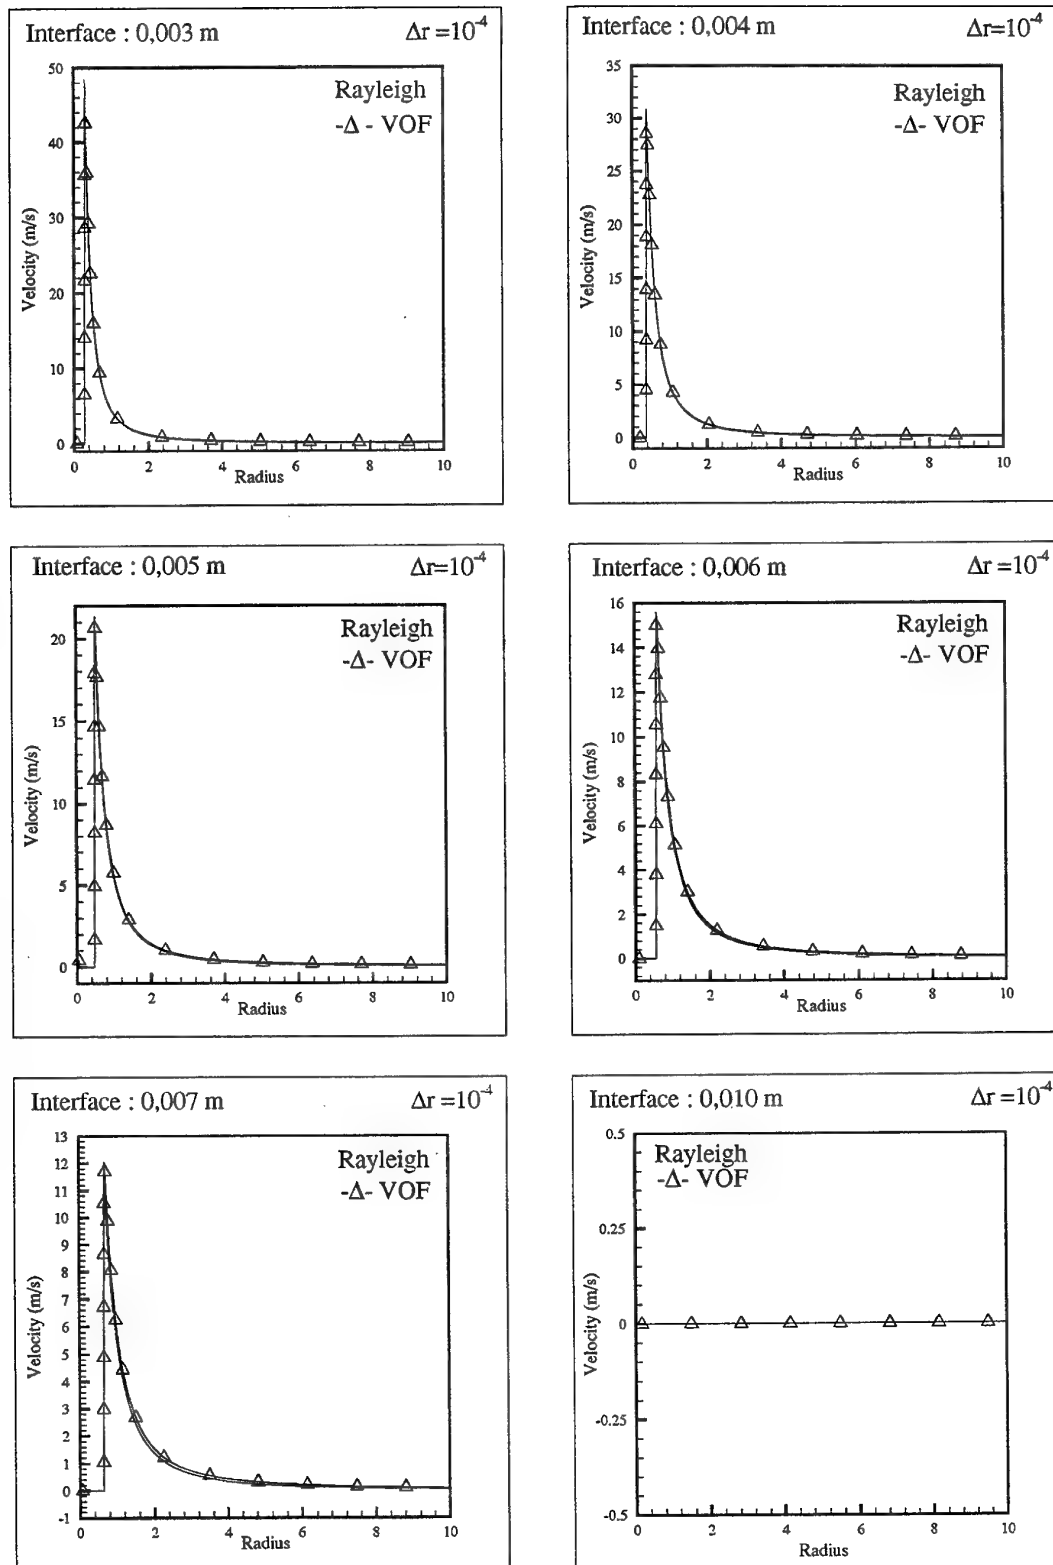 Interface : 0,003 m Δr =10-4
50
40
30
20
10
0
Velocity (m/s)
Rayleigh
-Δ - VOF
0 2 4 6 8 10
Radius
Interface : 0,004 m Δr=10-4
35
30
25
20
15
10
5
0
Velocity (m/s)
Rayleigh
-Δ- VOF
0 2 4 6 8 10
Radius
Interface : 0,005 m Δr=10-4
20
15
10
5
0
Velocity (m/s)
Rayleigh
-Δ- VOF
0 2 4 6 8 10
Radius
Interface : 0,006 m Δr =10-4
16
14
12
10
8
6
4
2
0
Velocity (m/s)
Rayleigh
-Δ- VOF
0 2 4 6 8 10
Radius
Interface : 0,007 m Δr =10-4
13
12
11
10
9
8
7
6
5
4
3
2
1
0
-1
Velocity (m/s)
Rayleigh
-Δ- VOF
0 2 4 6 8 10
Radius
Interface : 0,010 m Δr =10-4
0.5
0.25
0
-0.25
-0.5
Velocity (m/s)
Rayleigh
-Δ- VOF
0 2 4 6 8 10
Radius